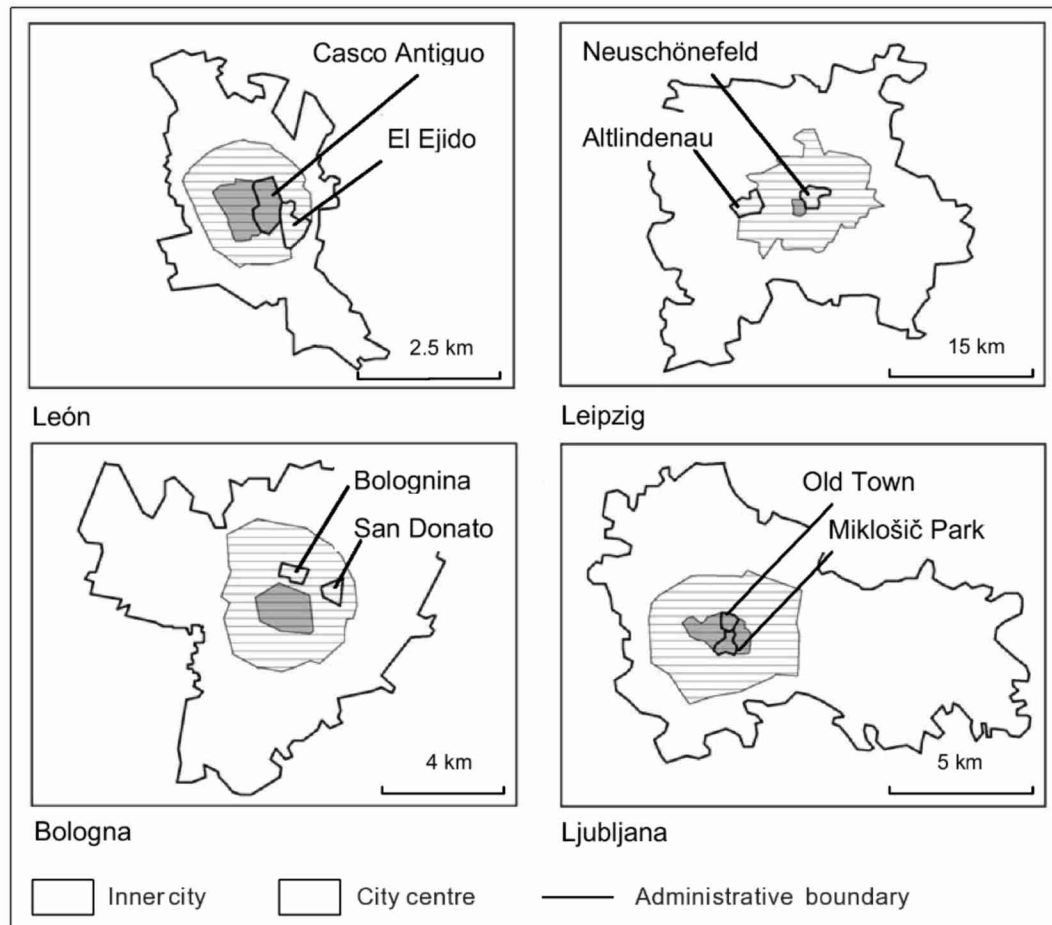 Casco Antiguo
El Ejido
2.5 km
León
Neuschönefeld
Altlindenau
15 km
Leipzig
Bolognina
San Donato
4 km
Bologna
Old Town
Miklošič Park
5 km
Ljubljana
Inner city
City centre
Administrative boundary